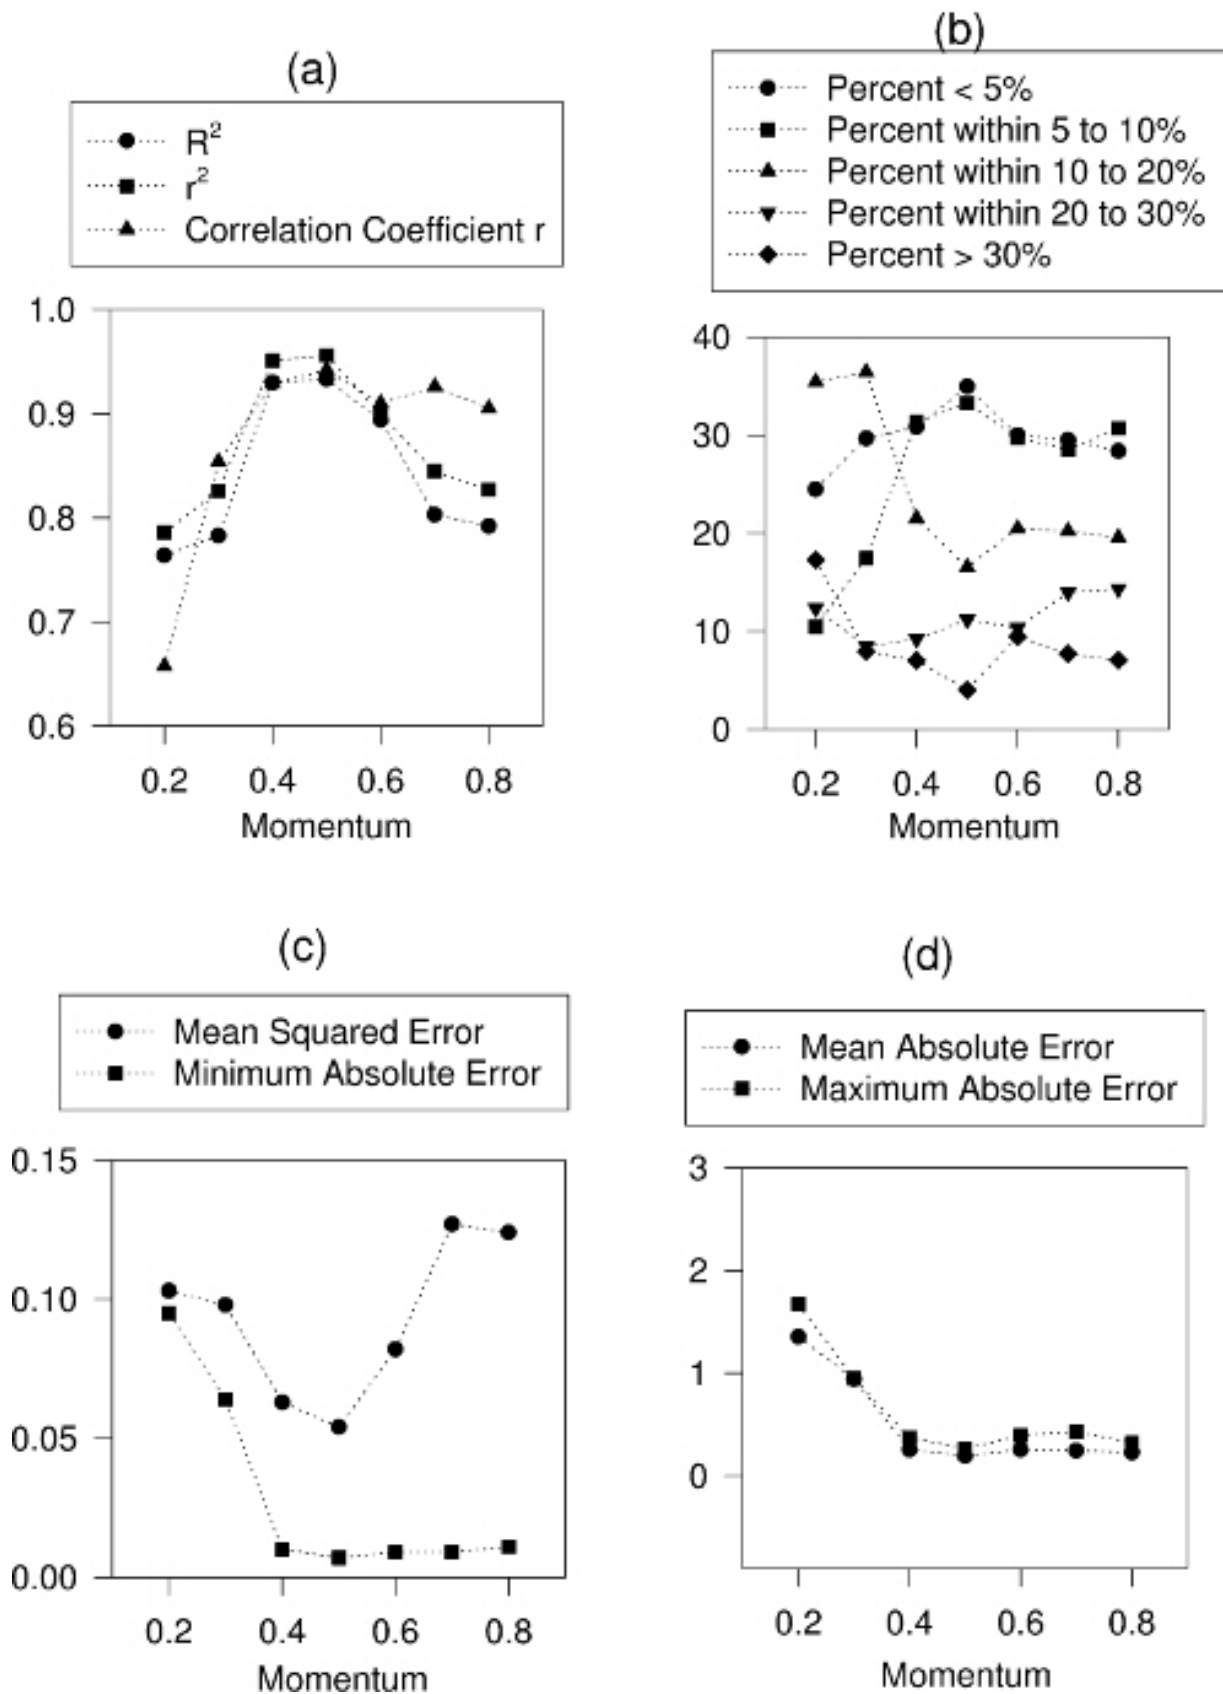 (a)
R²
r²
Correlation Coefficient r
1.0
0.9
0.8
0.7
0.6
0.2 0.4 0.6 0.8
Momentum
(b)
Percent < 5%
Percent within 5 to 10%
Percent within 10 to 20%
Percent within 20 to 30%
Percent > 30%
40
30
20
10
0
0.2 0.4 0.6 0.8
Momentum
(c)
Mean Squared Error
Minimum Absolute Error
0.15
0.10
0.05
0.00
0.2 0.4 0.6 0.8
Momentum
(d)
Mean Absolute Error
Maximum Absolute Error
3
2
1
0
0.2 0.4 0.6 0.8
Momentum